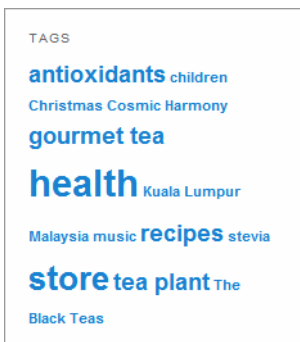 TAGS
antioxidants children
Christmas Cosmic Harmony
gourmet tea
health Kuala Lumpur
Malaysia music recipes stevia
store tea plant The
Black Teas